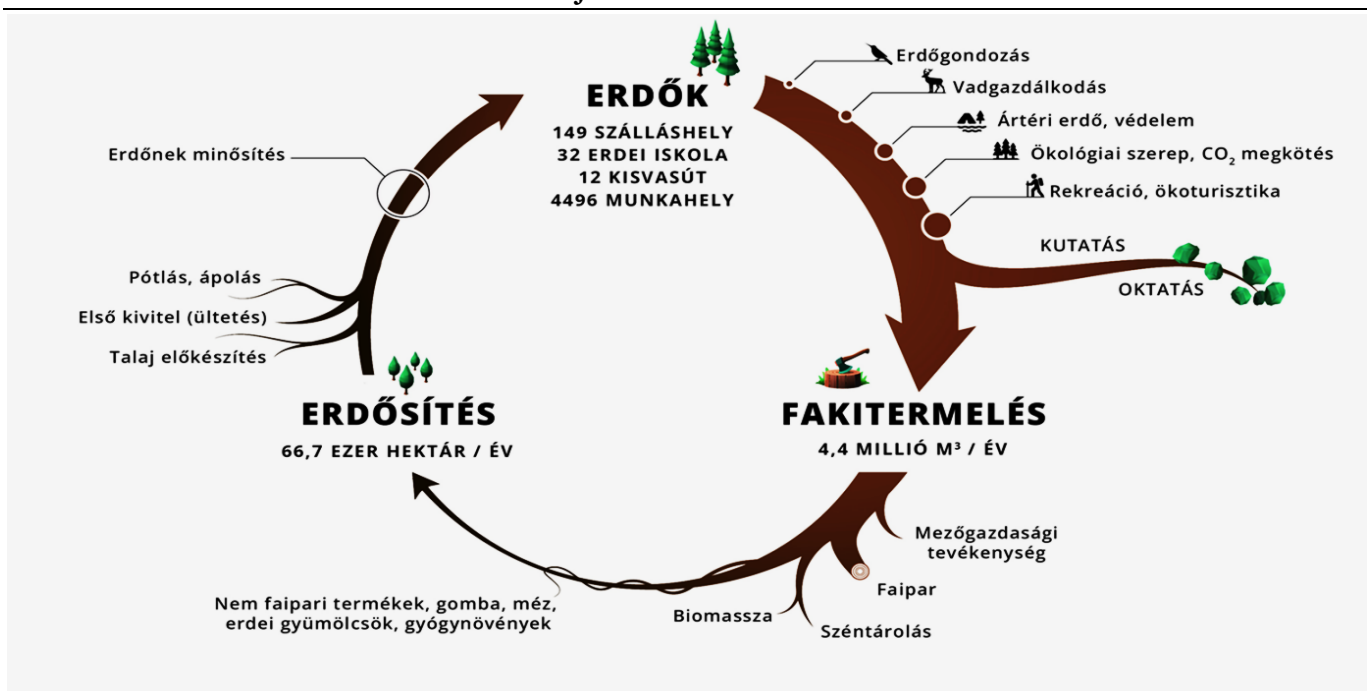 ERDŐK
149 SZÁLLÁSHELY
32 ERDEI ISKOLA
12 KISVASÚT
4496 MUNKAHELY
Erdőgondozás
Vadgazdálkodás
Ártéri erdő, védelem
Ökológiai szerep, CO₂ megkötés
Rekreáció, ökoturisztika
KUTATÁS
OKTATÁS
FAKITERMELÉS
4,4 MILLIÓ M³ / ÉV
Mezőgazdasági
tevékenység
Faipar
Széntárolás
Biomassza
Nem faipari termékek, gomba, méz,
erdei gyümölcsök, gyógynövények
ERDŐSÍTÉS
66,7 EZER HEKTÁR / ÉV
Talaj előkészítés
Első kivitel (ültetés)
Pótlás, ápolás
Erdőnek minősítés